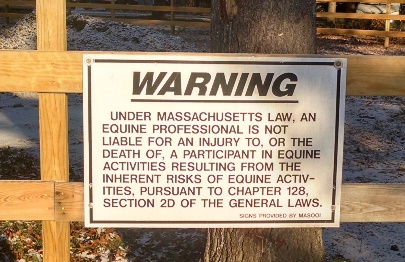 WARNING
UNDER MASSACHUSETTS LAW, AN
EQUINE PROFESSIONAL IS NOT
LIABLE FOR AN INJURY TO, OR THE
DEATH OF, A PARTICIPANT IN EQUINE
ACTIVITIES RESULTING FROM THE
INHERENT RISKS OF EQUINE ACTIV-
ITIES, PURSUANT TO CHAPTER 128,
SECTION 2D OF THE GENERAL LAWS.
SIGNS PROVIDED BY